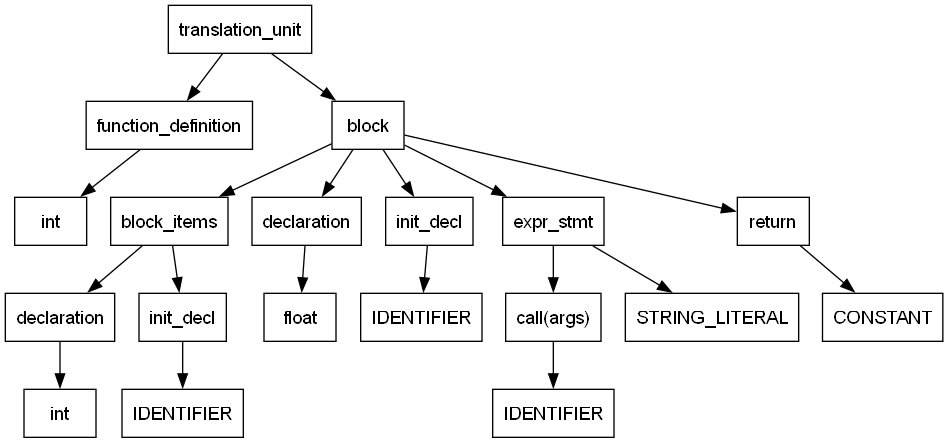 translation_unit
function_definition
block
int
block_items
declaration
init_decl
expr_stmt
return
declaration
init_decl
float
IDENTIFIER
call(args)
STRING_LITERAL
CONSTANT
int
IDENTIFIER
IDENTIFIER